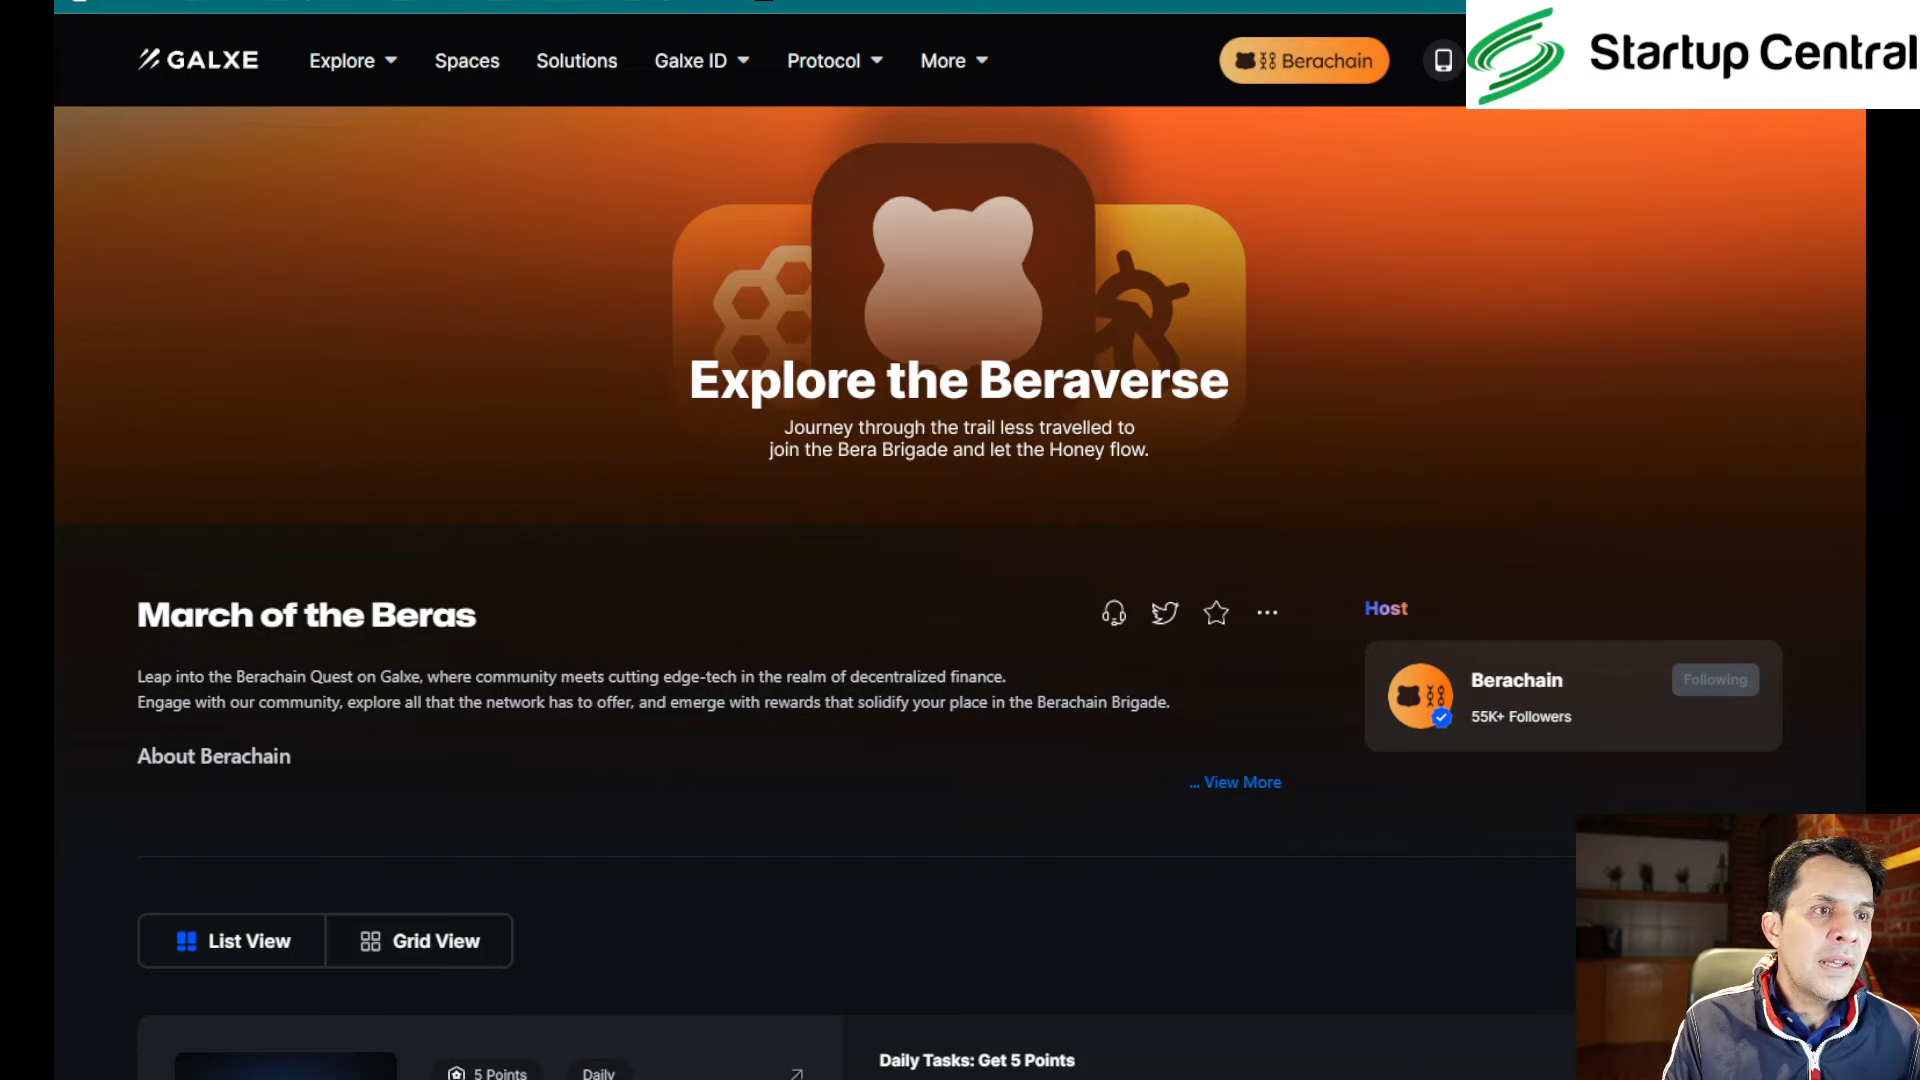 GALXE
Explore
Spaces
Solutions
Galxe ID
Protocol
More
Berachain
Startup Central
Explore the Beraverse
Journey through the trail less travelled to
join the Bera Brigade and let the Honey flow.
March of the Beras
Host
Leap into the Berachain Quest on Galxe, where community meets cutting edge-tech in the realm of decentralized finance.
Engage with our community, explore all that the network has to offer, and emerge with rewards that solidify your place in the Berachain Brigade.
Berachain
Following
55K+ Followers
About Berachain
... View More
List View
Grid View
5 Points
Daily
Daily Tasks: Get 5 Points